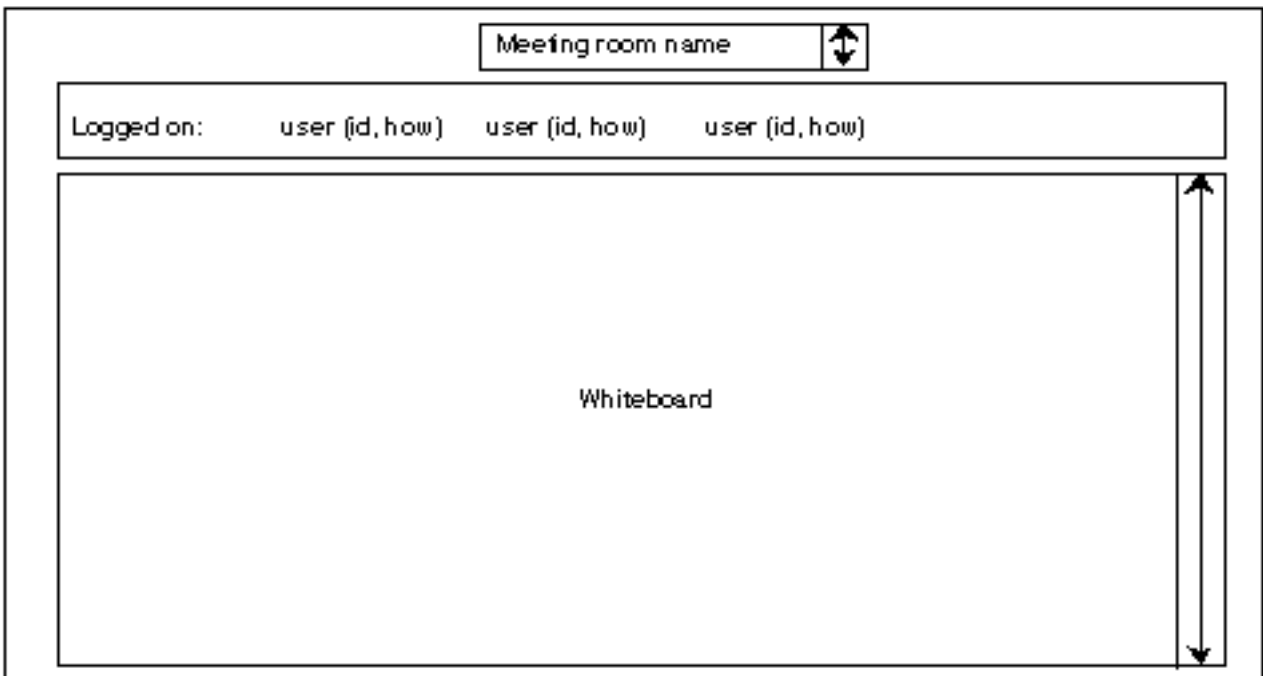 Meeting room name
Logged on: user (id, how) user (id, how) user (id, how)
Whiteboard